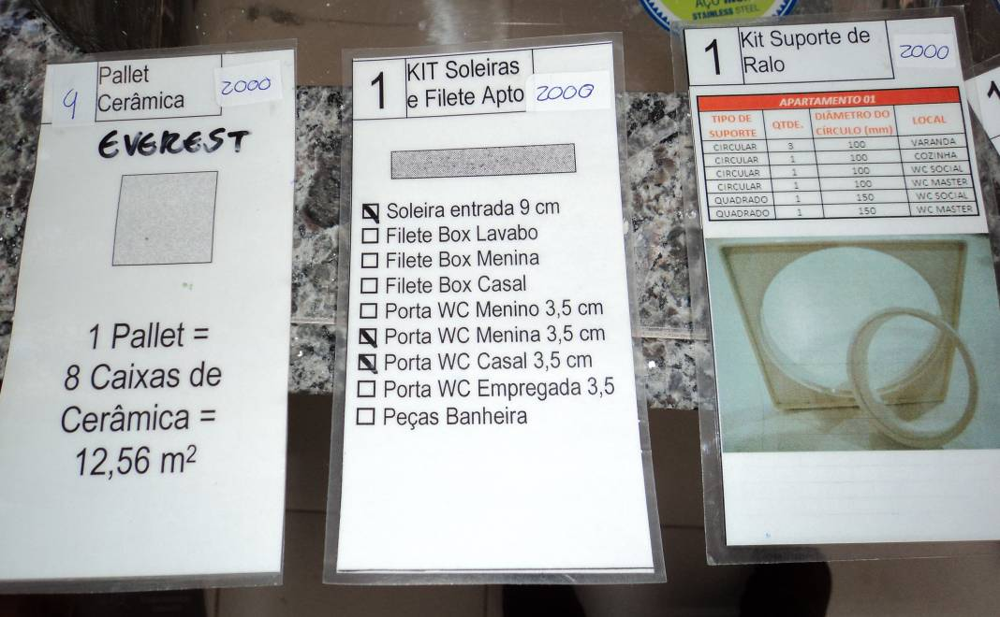 AÇO
STAINLESS STEEL
9
Pallet
Cerâmica
2000
EVEREST
1 Pallet =
8 Caixas de
Cerâmica =
12,56 m²
1
KIT Soleiras
e Filete Apto
2000
Soleira entrada 9 cm
Filete Box Lavabo
Filete Box Menina
Filete Box Casal
Porta WC Menino 3,5 cm
Porta WC Menina 3,5 cm
Porta WC Casal 3,5 cm
Porta WC Empregada 3,5
Peças Banheira
1
Kit Suporte de
Ralo
2000
APARTAMENTO 01
TIPO DE SUPORTE QTDE. DIÂMETRO DO CÍRCULO (mm) LOCAL
CIRCULAR 3 100 VARANDA
CIRCULAR 1 100 COZINHA
CIRCULAR 1 100 WC SOCIAL
CIRCULAR 1 100 WC MASTER
QUADRADO 1 150 WC SOCIAL
QUADRADO 1 150 WC MASTER
1